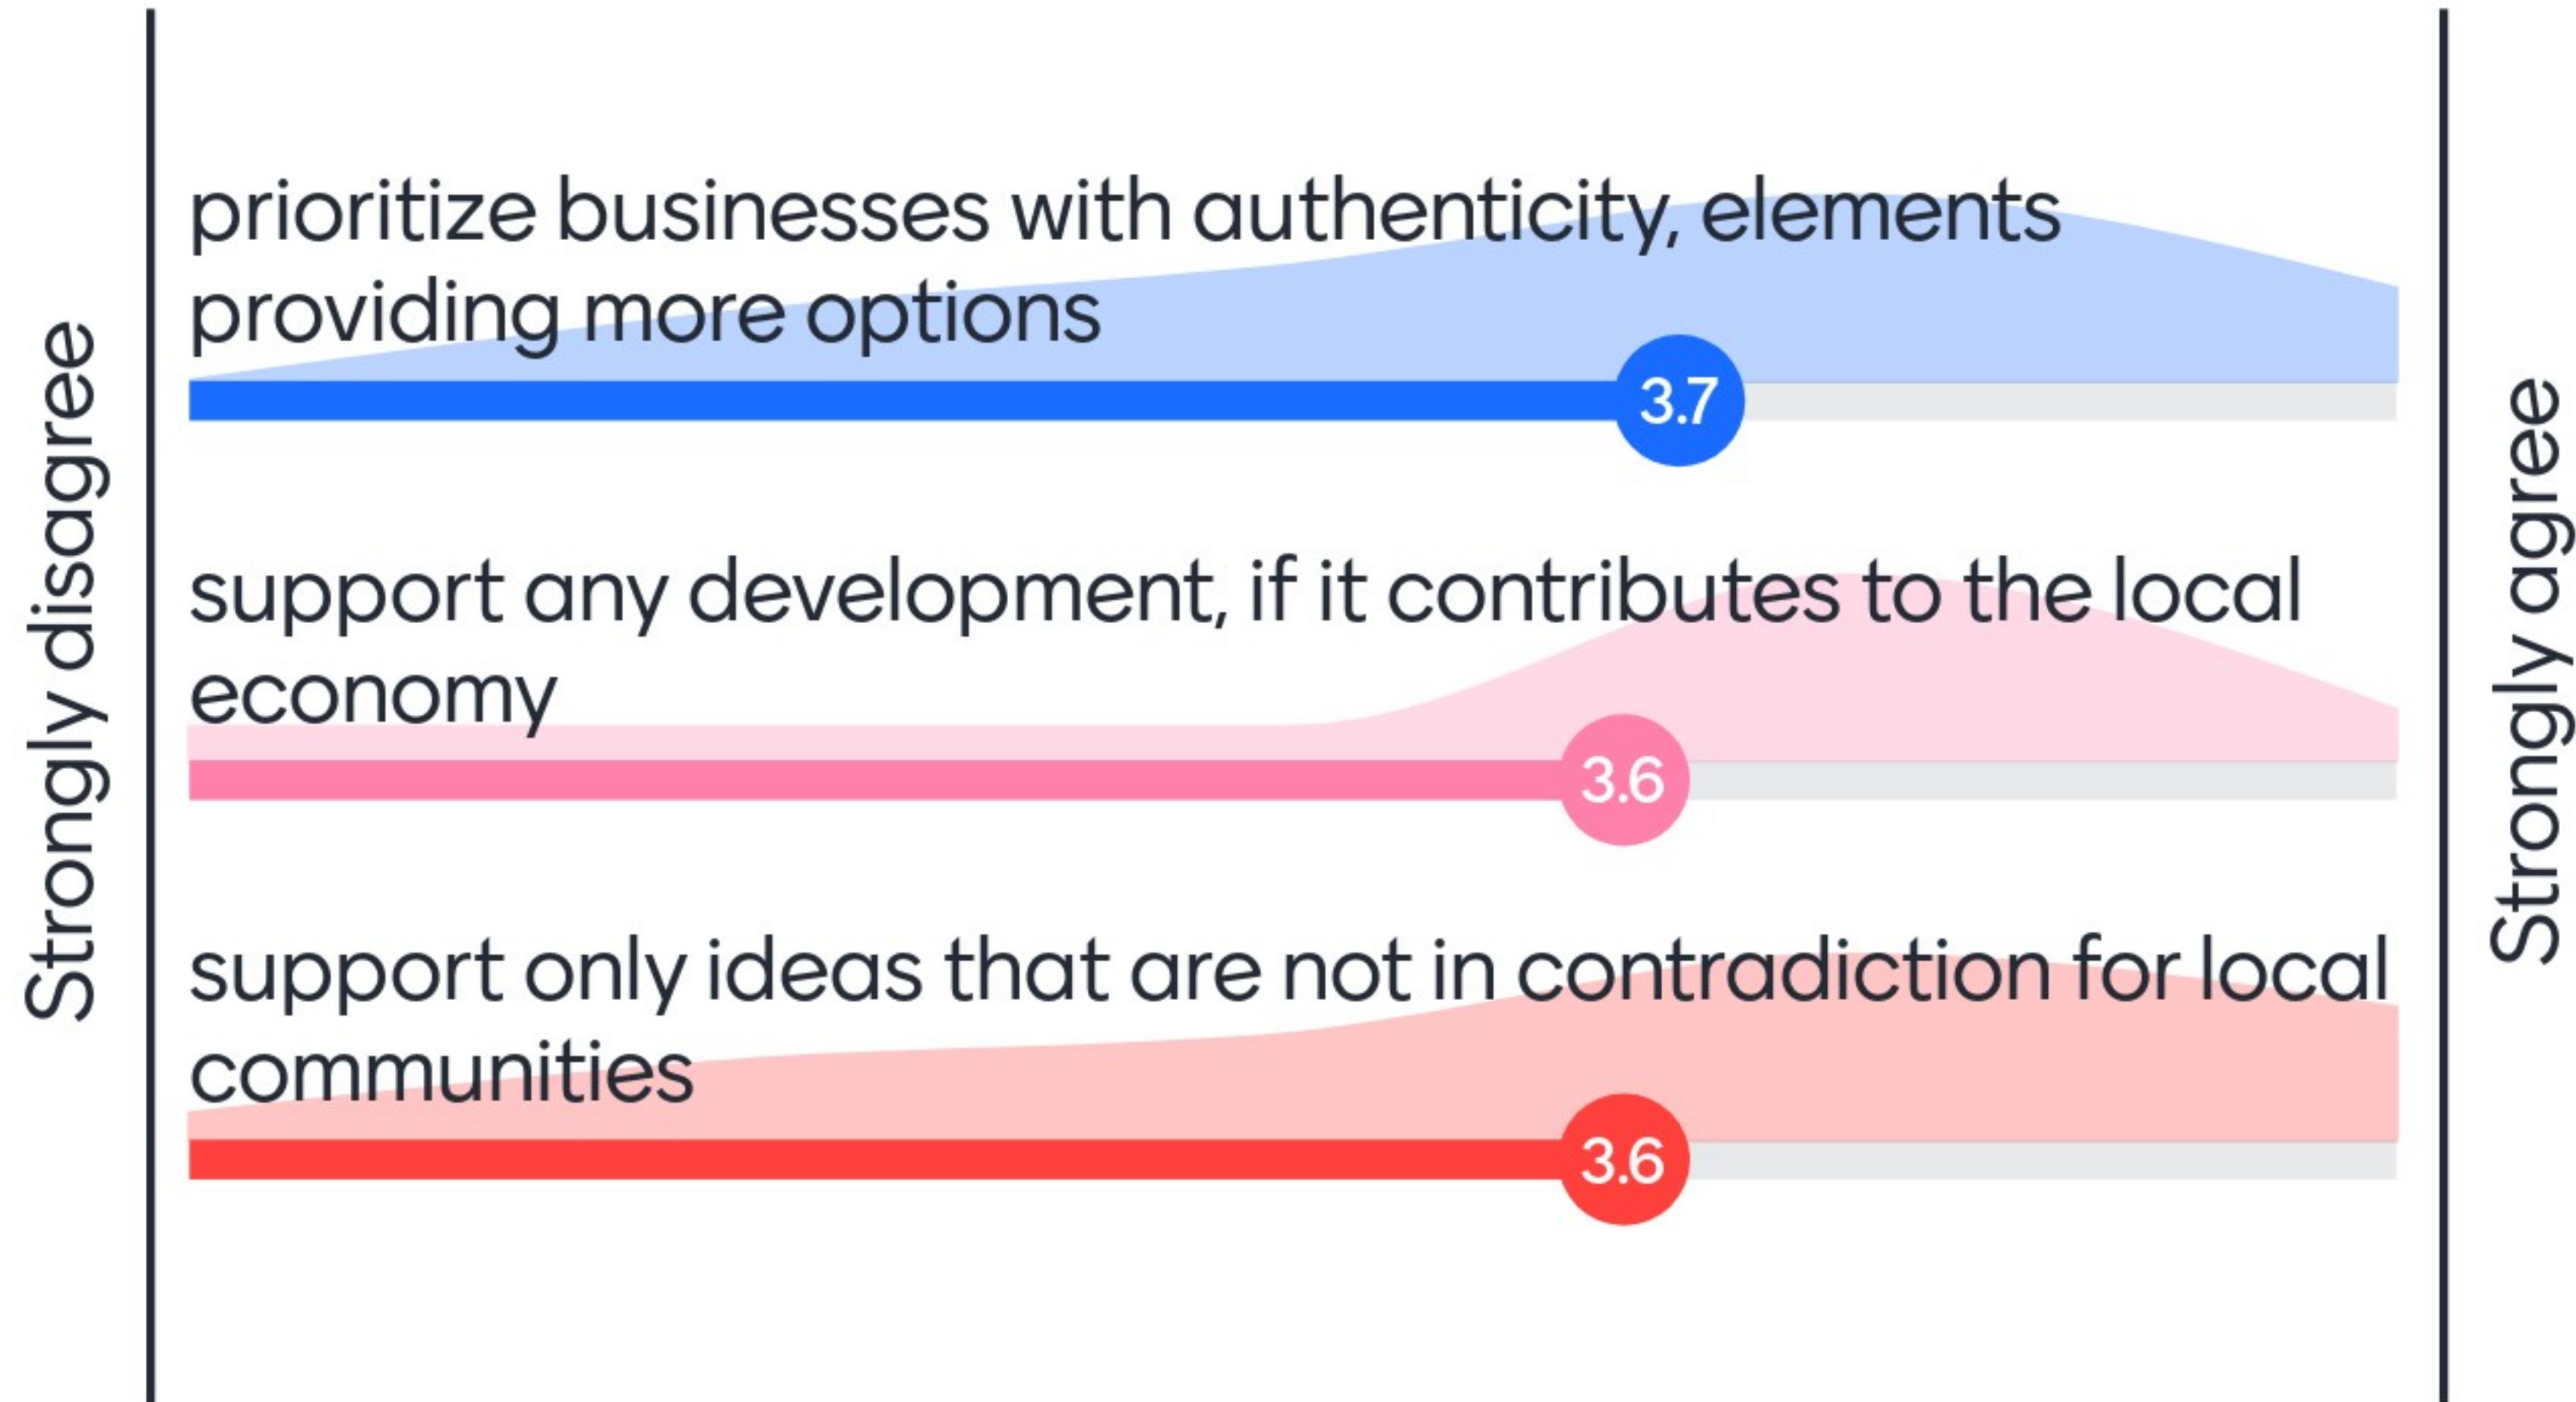 Strongly disagree
prioritize businesses with authenticity, elements
providing more options
3.7
support any development, if it contributes to the local
economy
3.6
support only ideas that are not in contradiction for local
communities
3.6
Strongly agree